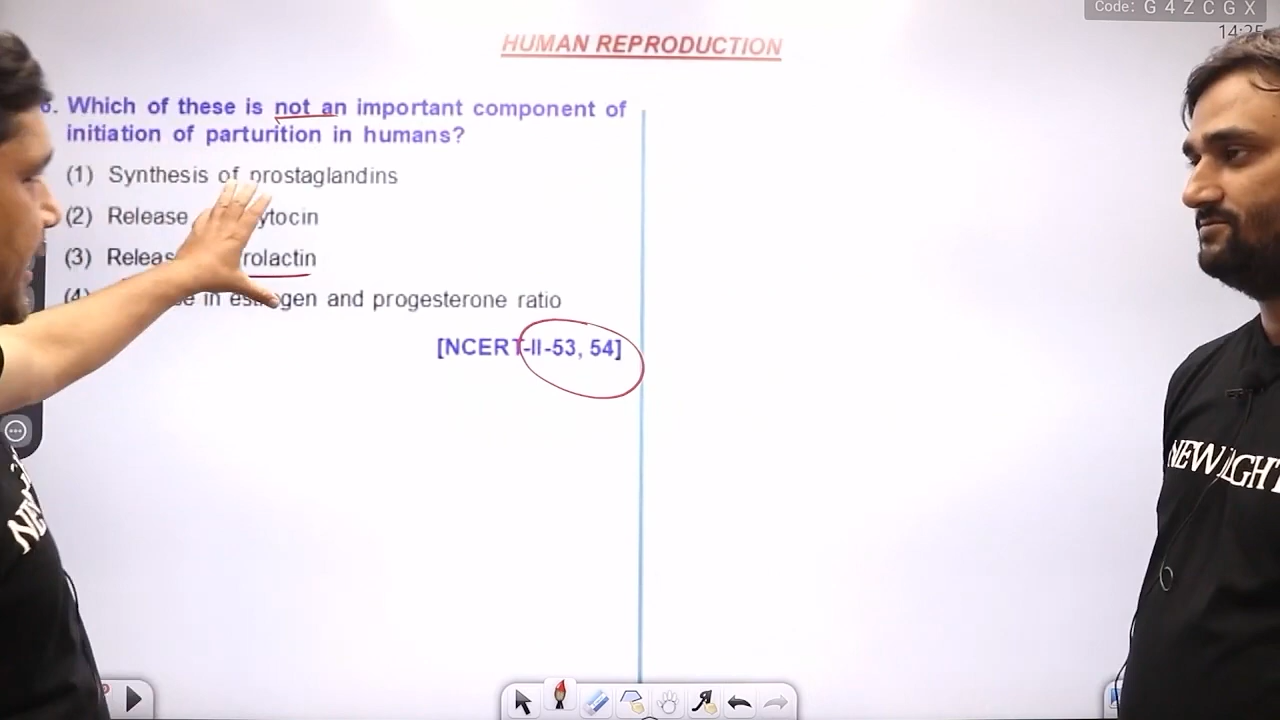 Code: G 4 Z C G X
14:25
HUMAN REPRODUCTION
6. Which of these is not an important component of
initiation of parturition in humans?
(1) Synthesis of prostaglandins
(2) Release ytocin
(3) Releas rolactin
(4) in estrogen and progesterone ratio
[NCERT-II-53, 54]
NEW LIGHT